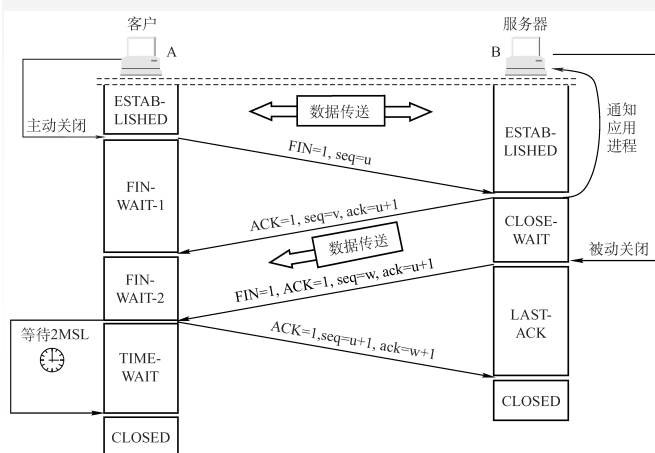 客户
服务器
A
B
ESTAB-
LISHED
数据传送
通知
应用
进程
主动关闭
ESTAB-
LISHED
FIN=1, seq=u
FIN-
WAIT-1
ACK=1, seq=v, ack=u+1
CLOSE-
WAIT
数据传送
被动关闭
FIN-
WAIT-2
FIN=1, ACK=1, seq=w, ack=u+1
LAST-
ACK
等待2MSL
ACK=1,seq=u+1, ack=w+1
TIME-
WAIT
CLOSED
CLOSED